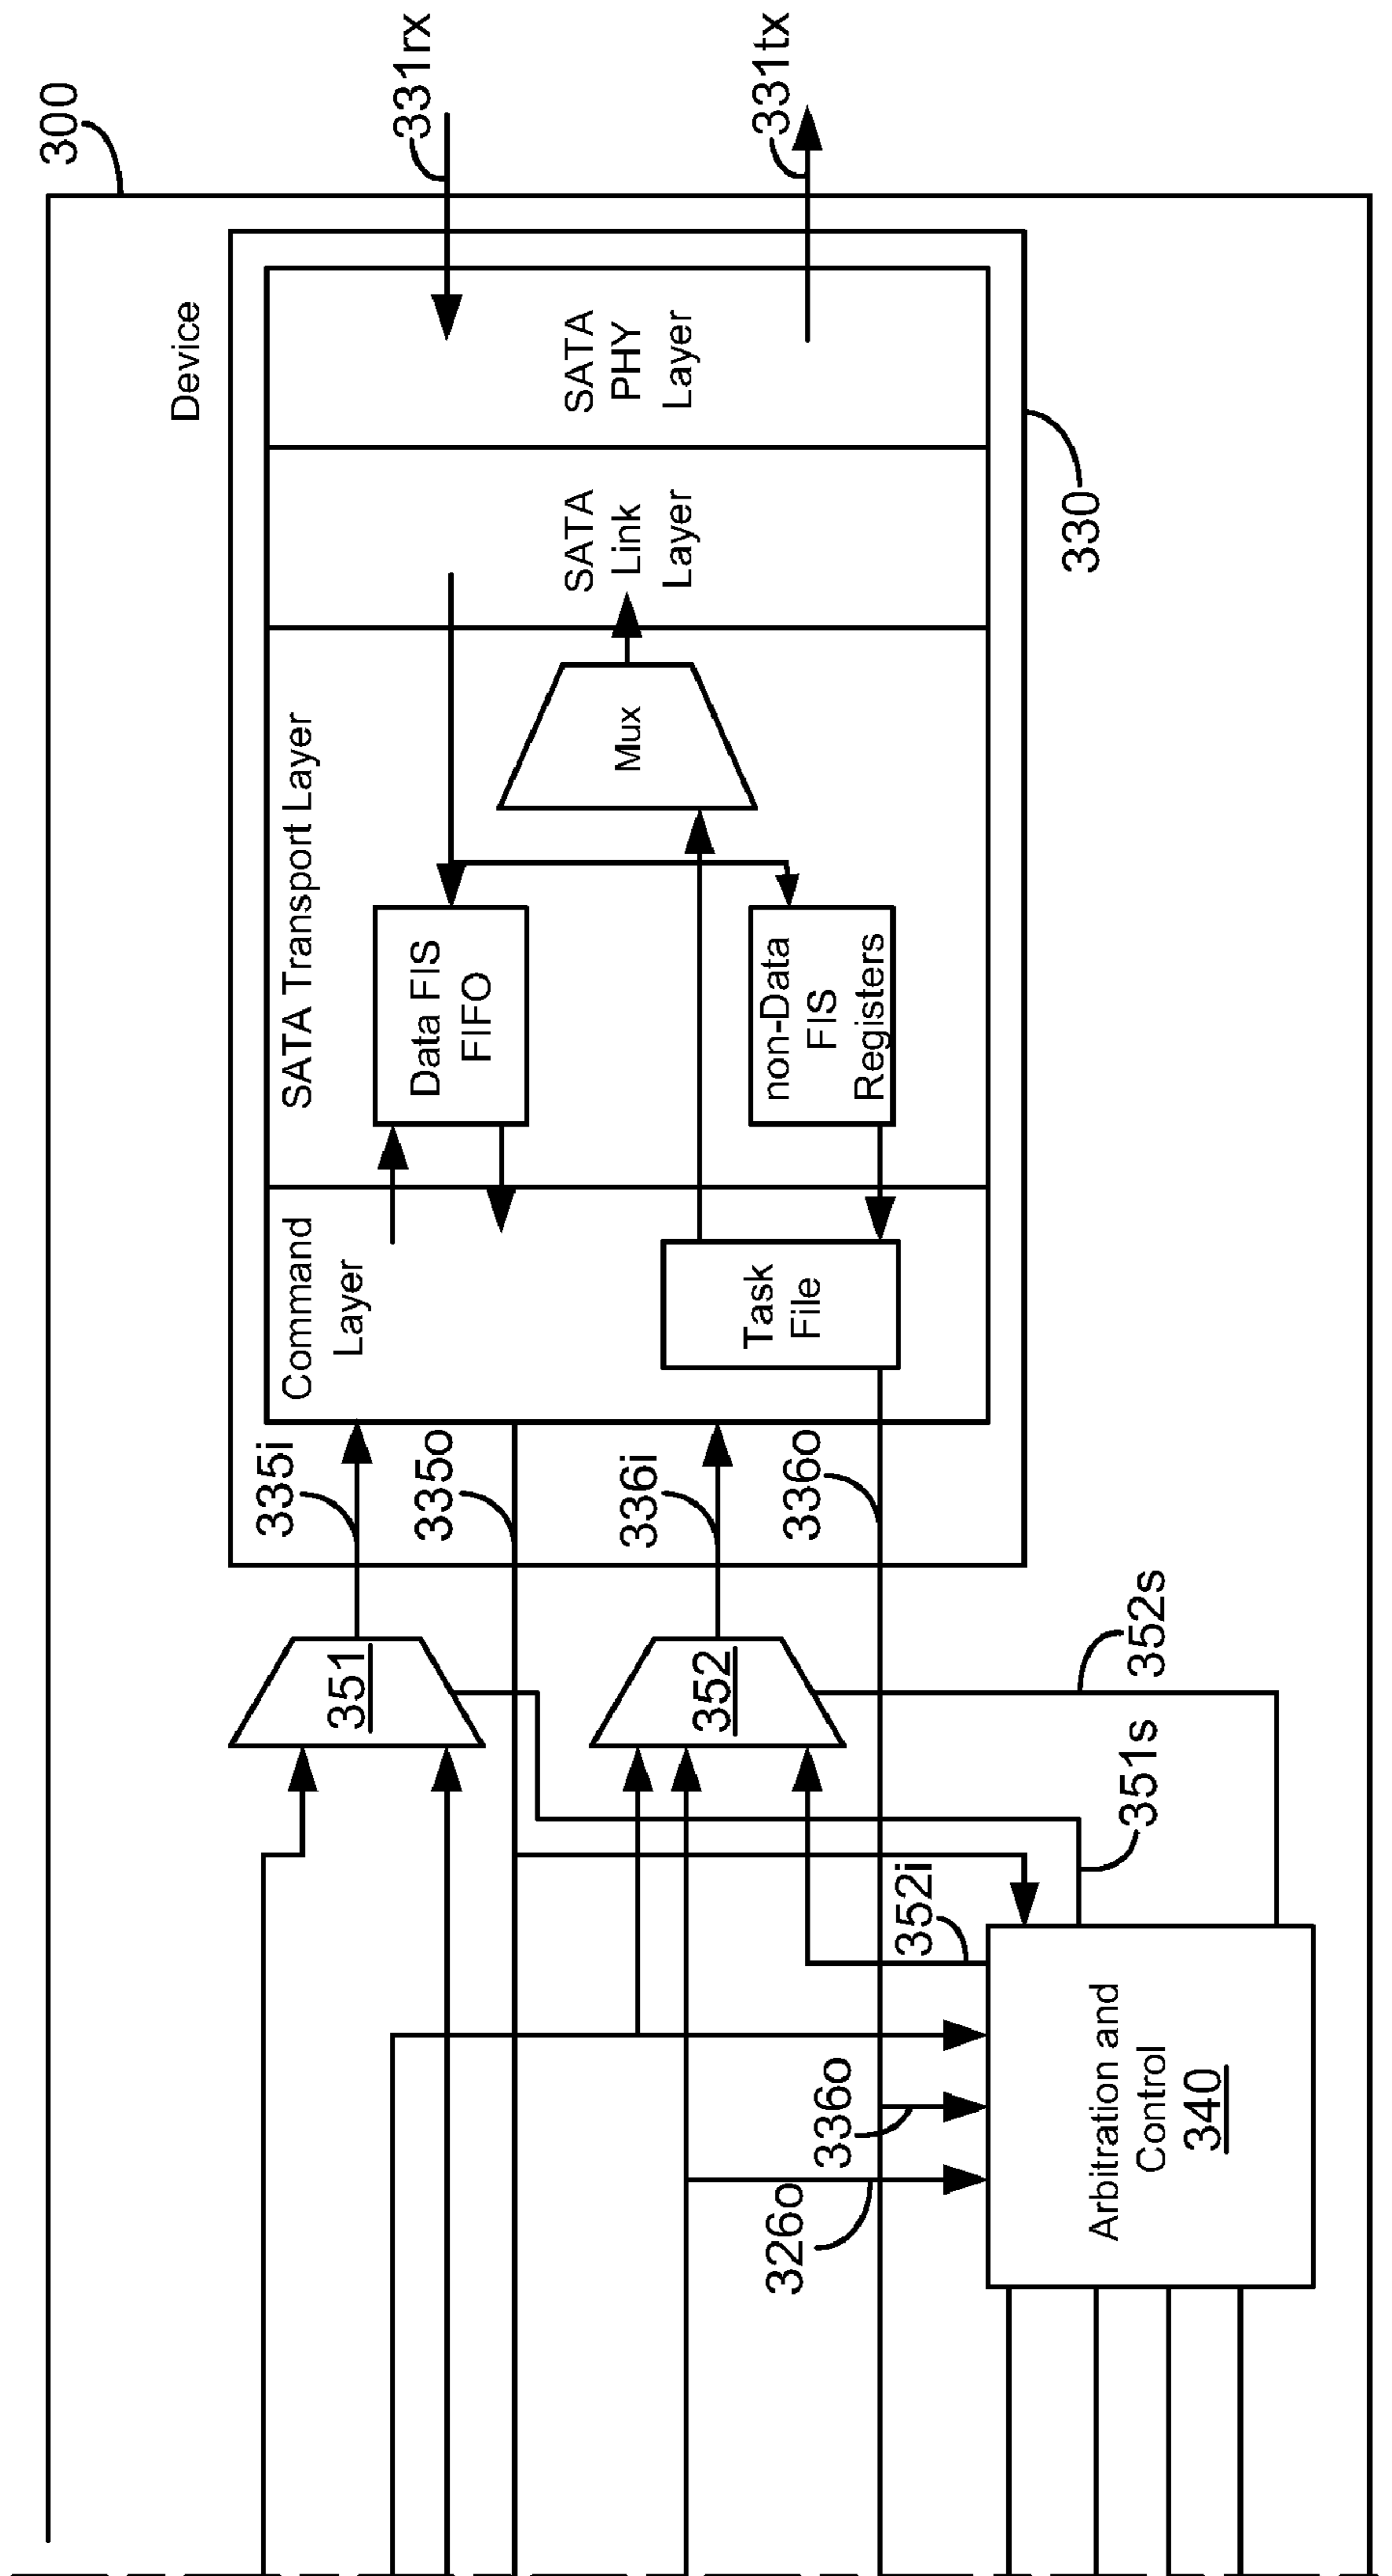 300
331rx
331tx
Device
SATA
PHY
Layer
SATA
Link
Layer
330
SATA Transport Layer
Mux
Data FIS
FIFO
non-Data
FIS
Registers
Command
Layer
Task
File
335i
335o
336i
336o
351
352
352s
351s
352i
336o
326o
Arbitration and
Control
340